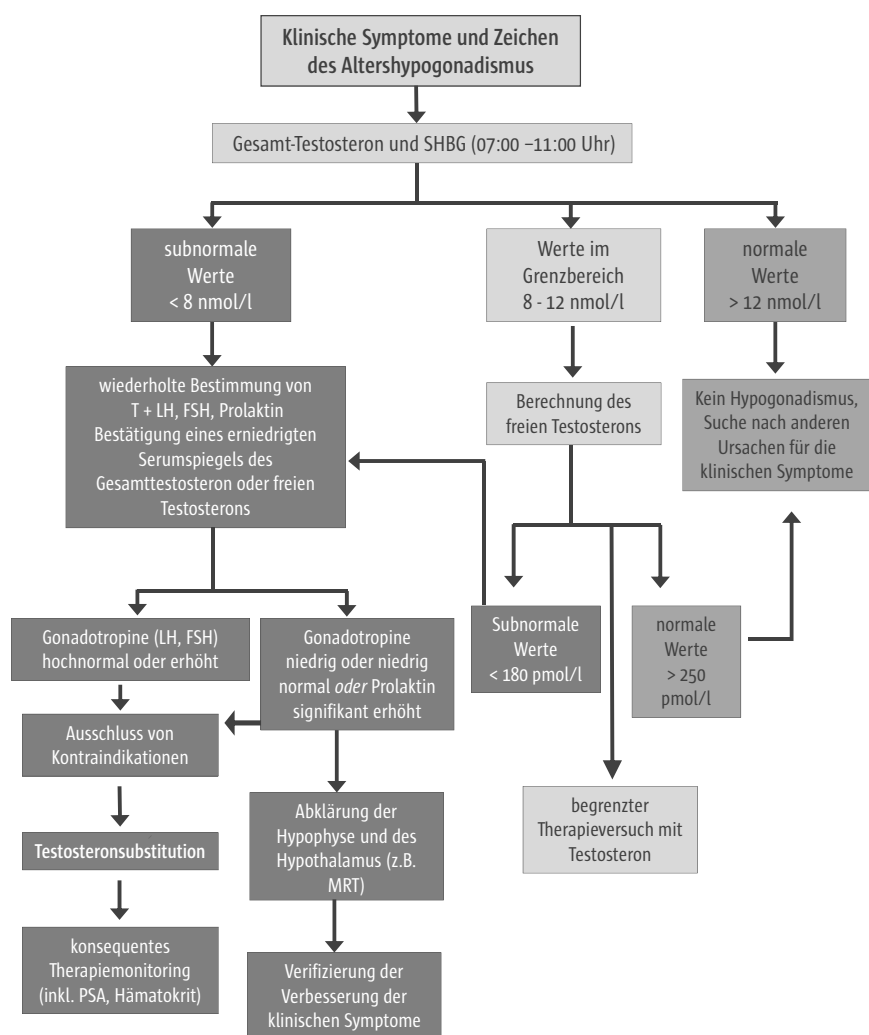 Klinische Symptome und Zeichen
des Altershypogonadismus
Gesamt-Testosteron und SHBG (07:00 –11:00 Uhr)
subnormale
Werte
< 8 nmol/l
Werte im
Grenzbereich
8 - 12 nmol/l
normale
Werte
> 12 nmol/l
wiederholte Bestimmung von
T + LH, FSH, Prolaktin
Bestätigung eines erniedrigten
Serumspiegels des
Gesamttestosteron oder freien
Testosterons
Berechnung des
freien Testosterons
Kein Hypogonadismus,
Suche nach anderen
Ursachen für die
klinischen Symptome
Gonadotropine (LH, FSH)
hochnormal oder erhöht
Gonadotropine
niedrig oder niedrig
normal oder Prolaktin
signifikant erhöht
Subnormale
Werte
< 180 pmol/l
normale
Werte
> 250
pmol/l
Ausschluss von
Kontraindikationen
Abklärung der
Hypophyse und des
Hypothalamus (z.B.
MRT)
begrenzter
Therapieversuch mit
Testosteron
Testosteronsubstitution
konsequentes
Therapiemonitoring
(inkl. PSA, Hämatokrit)
Verifizierung der
Verbesserung der
klinischen Symptome